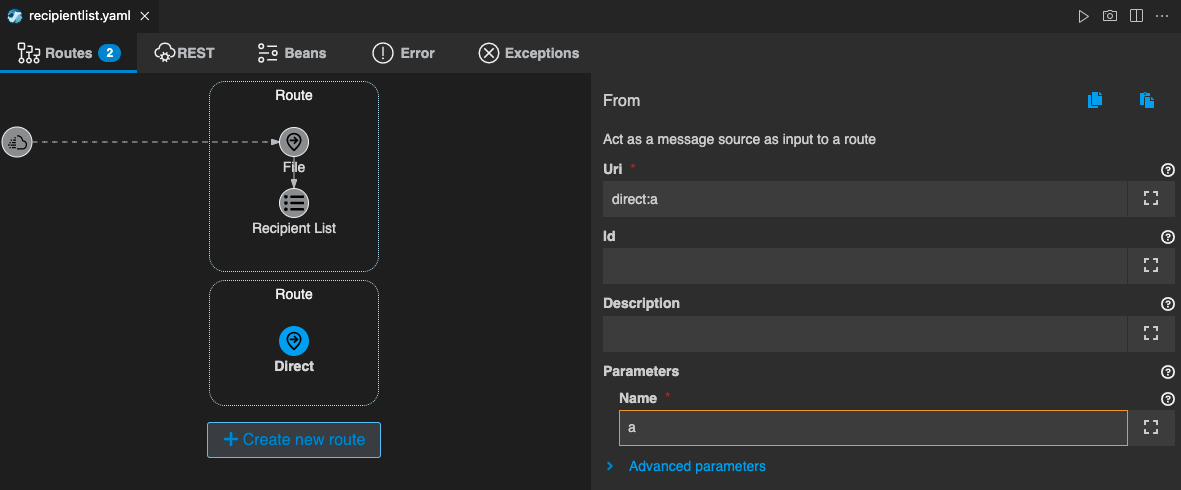 recipientlist.yaml
Routes 2
REST
Beans
Error
Exceptions
Route
File
Recipient List
Route
Direct
Create new route
From
Act as a message source as input to a route
Uri *
direct:a
Id
Description
Parameters
Name *
a
Advanced parameters